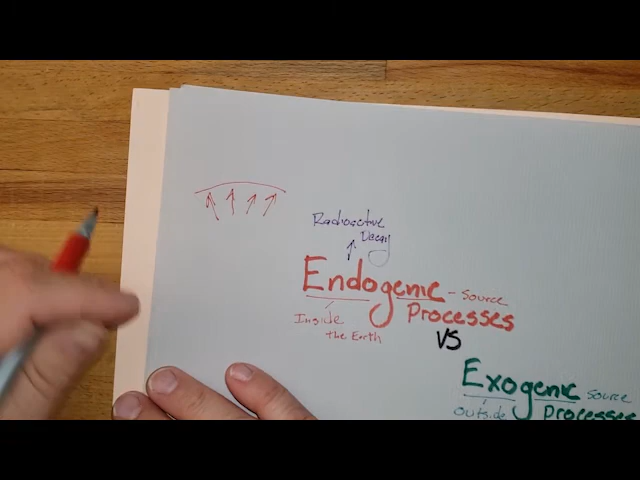 Radioactive
Decay
Endogenic - Source
Processes
Inside
the Earth
VS
Exogenic Source
Outside Processes